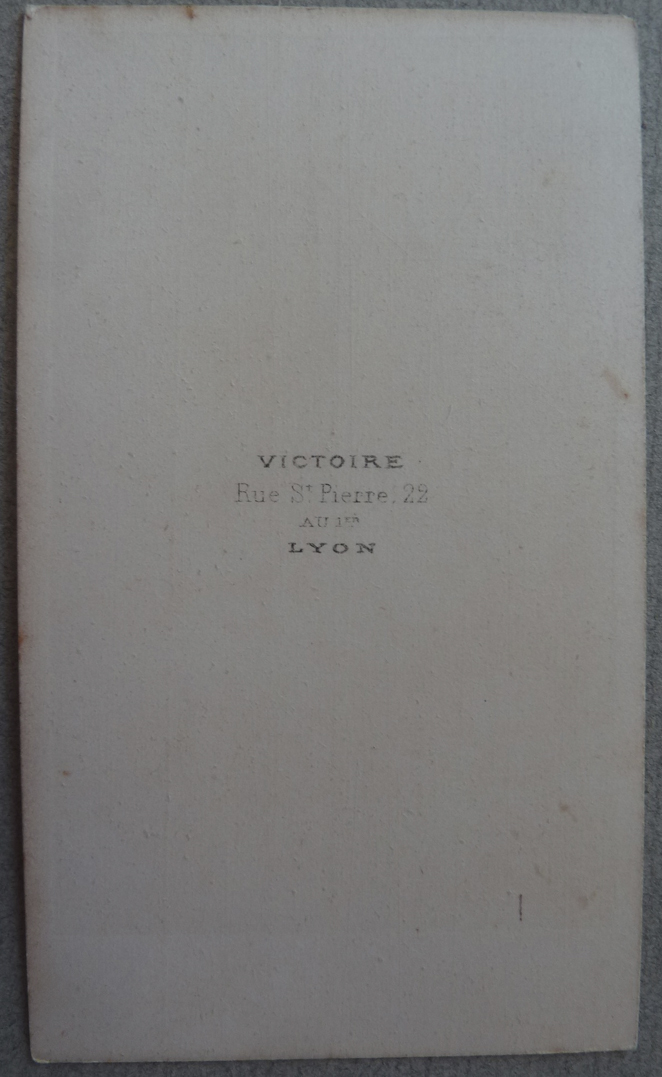 VICTOIRE
Rue St Pierre, 22
AU 1er
LYON